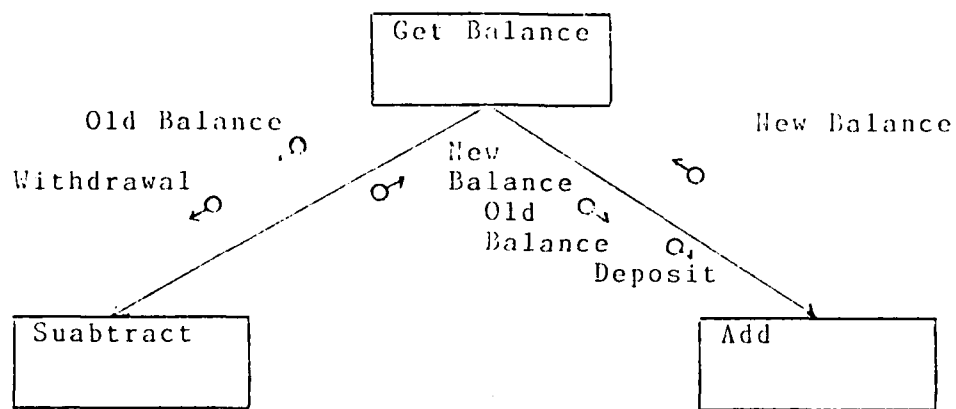 Get Balance
Old Balance
New Balance
Withdrawal
New
Balance
Old
Balance
Deposit
Suabtract
Add